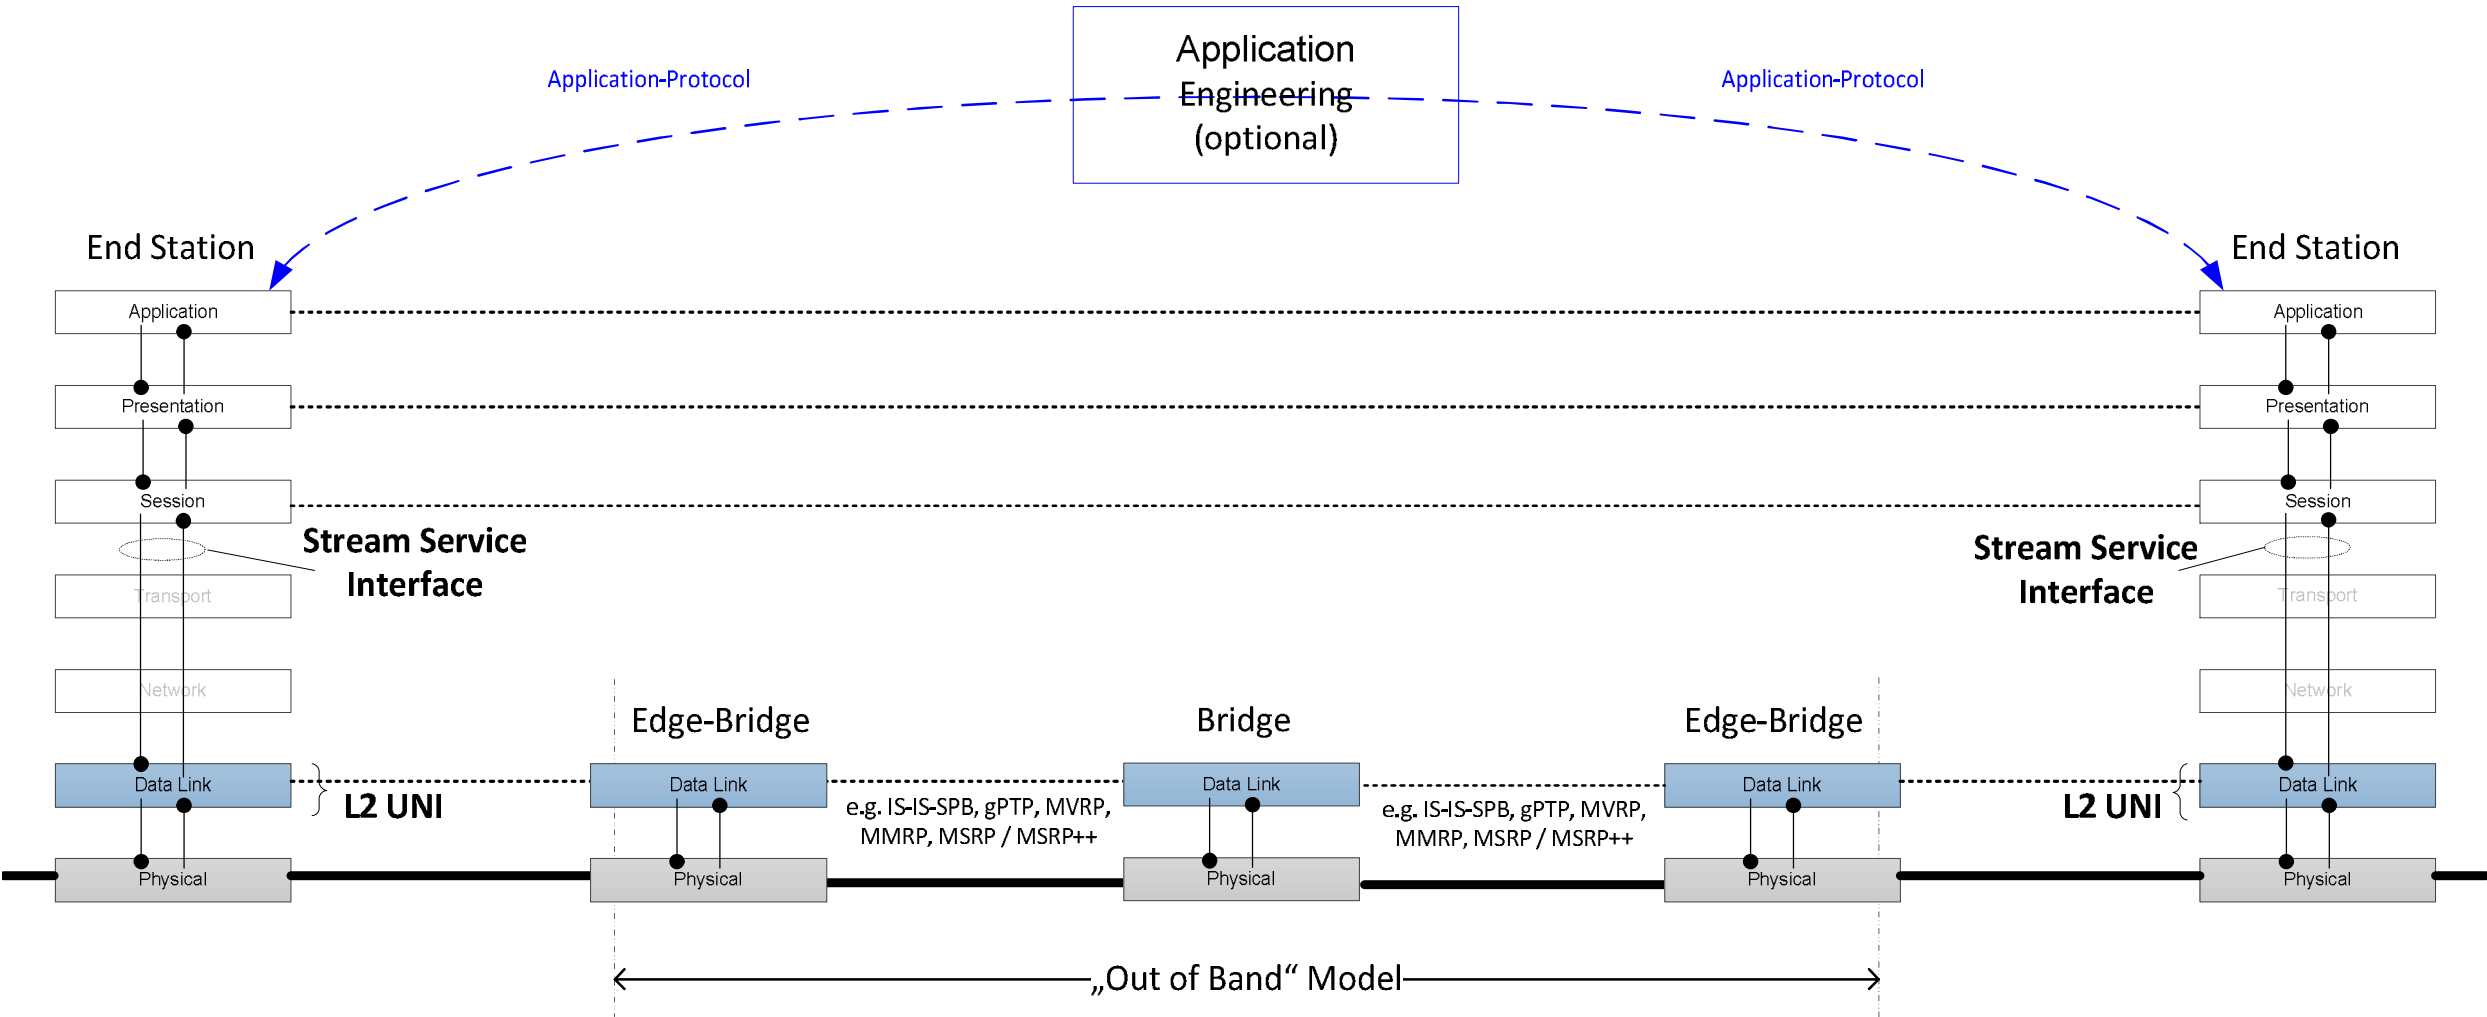 Application
Engineering
(optional)
Application-Protocol
Application-Protocol
End Station
End Station
Application
Application
Presentation
Presentation
Session
Session
Stream Service
Interface
Stream Service
Interface
Transport
Transport
Network
Network
Edge-Bridge
Bridge
Edge-Bridge
Data Link
L2 UNI
Data Link
e.g. IS-IS-SPB, gPTP, MVRP,
MMRP, MSRP / MSRP++
Data Link
e.g. IS-IS-SPB, gPTP, MVRP,
MMRP, MSRP / MSRP++
Data Link
L2 UNI
Data Link
Physical
Physical
Physical
Physical
Physical
„Out of Band“ Model